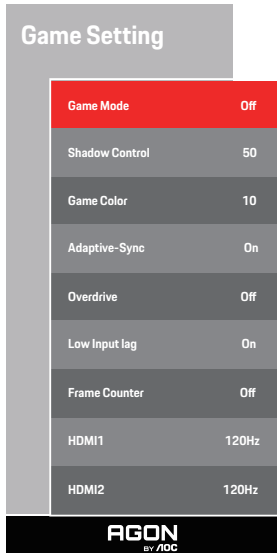 Game Setting
Game Mode Off
Shadow Control 50
Game Color 10
Adaptive-Sync On
Overdrive Off
Low Input lag On
Frame Counter Off
HDMI1 120Hz
HDMI2 120Hz
AGON
BY AOC